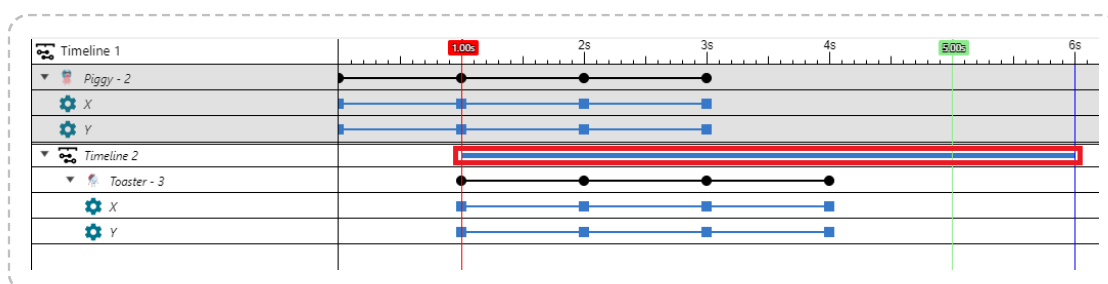 Timeline 1 1.00s 2s 3s 4s 5.00s 6s
Piggy - 2
X
Y
Timeline 2
Toaster - 3
X
Y